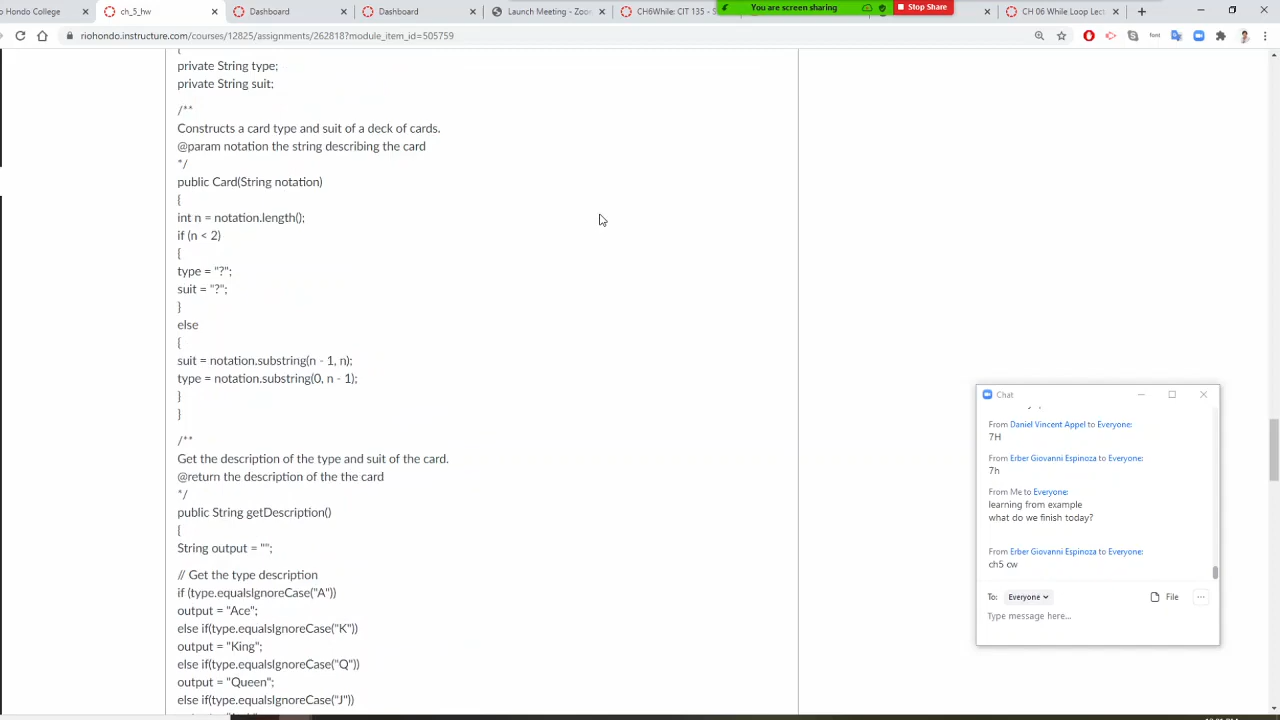 o Hondo College
ch_5_hw
Dashboard
Dashboard
Launch Meeting - Zoo
CH6While: CIT 135 - S
CH 06 While Loop Lect
You are screen sharing
Stop Share
riohondo.instructure.com/courses/12825/assignments/262818?module_item_id=505759
{
private String type;
private String suit;
/**
Constructs a card type and suit of a deck of cards.
@param notation the string describing the card
*/
public Card(String notation)
{
int n = notation.length();
if (n < 2)
{
type = "?";
suit = "?";
}
else
{
suit = notation.substring(n - 1, n);
type = notation.substring(0, n - 1);
}
}
/**
Get the description of the type and suit of the card.
@return the description of the the card
*/
public String getDescription()
{
String output = "";
// Get the type description
if (type.equalsIgnoreCase("A"))
output = "Ace";
else if(type.equalsIgnoreCase("K"))
output = "King";
else if(type.equalsIgnoreCase("Q"))
output = "Queen";
else if(type.equalsIgnoreCase("J"))
Chat
From Daniel Vincent Appel to Everyone:
7H
From Erber Giovanni Espinoza to Everyone:
7h
From Me to Everyone:
learning from example
what do we finish today?
From Erber Giovanni Espinoza to Everyone:
ch5 cw
To: Everyone
File
Type message here...